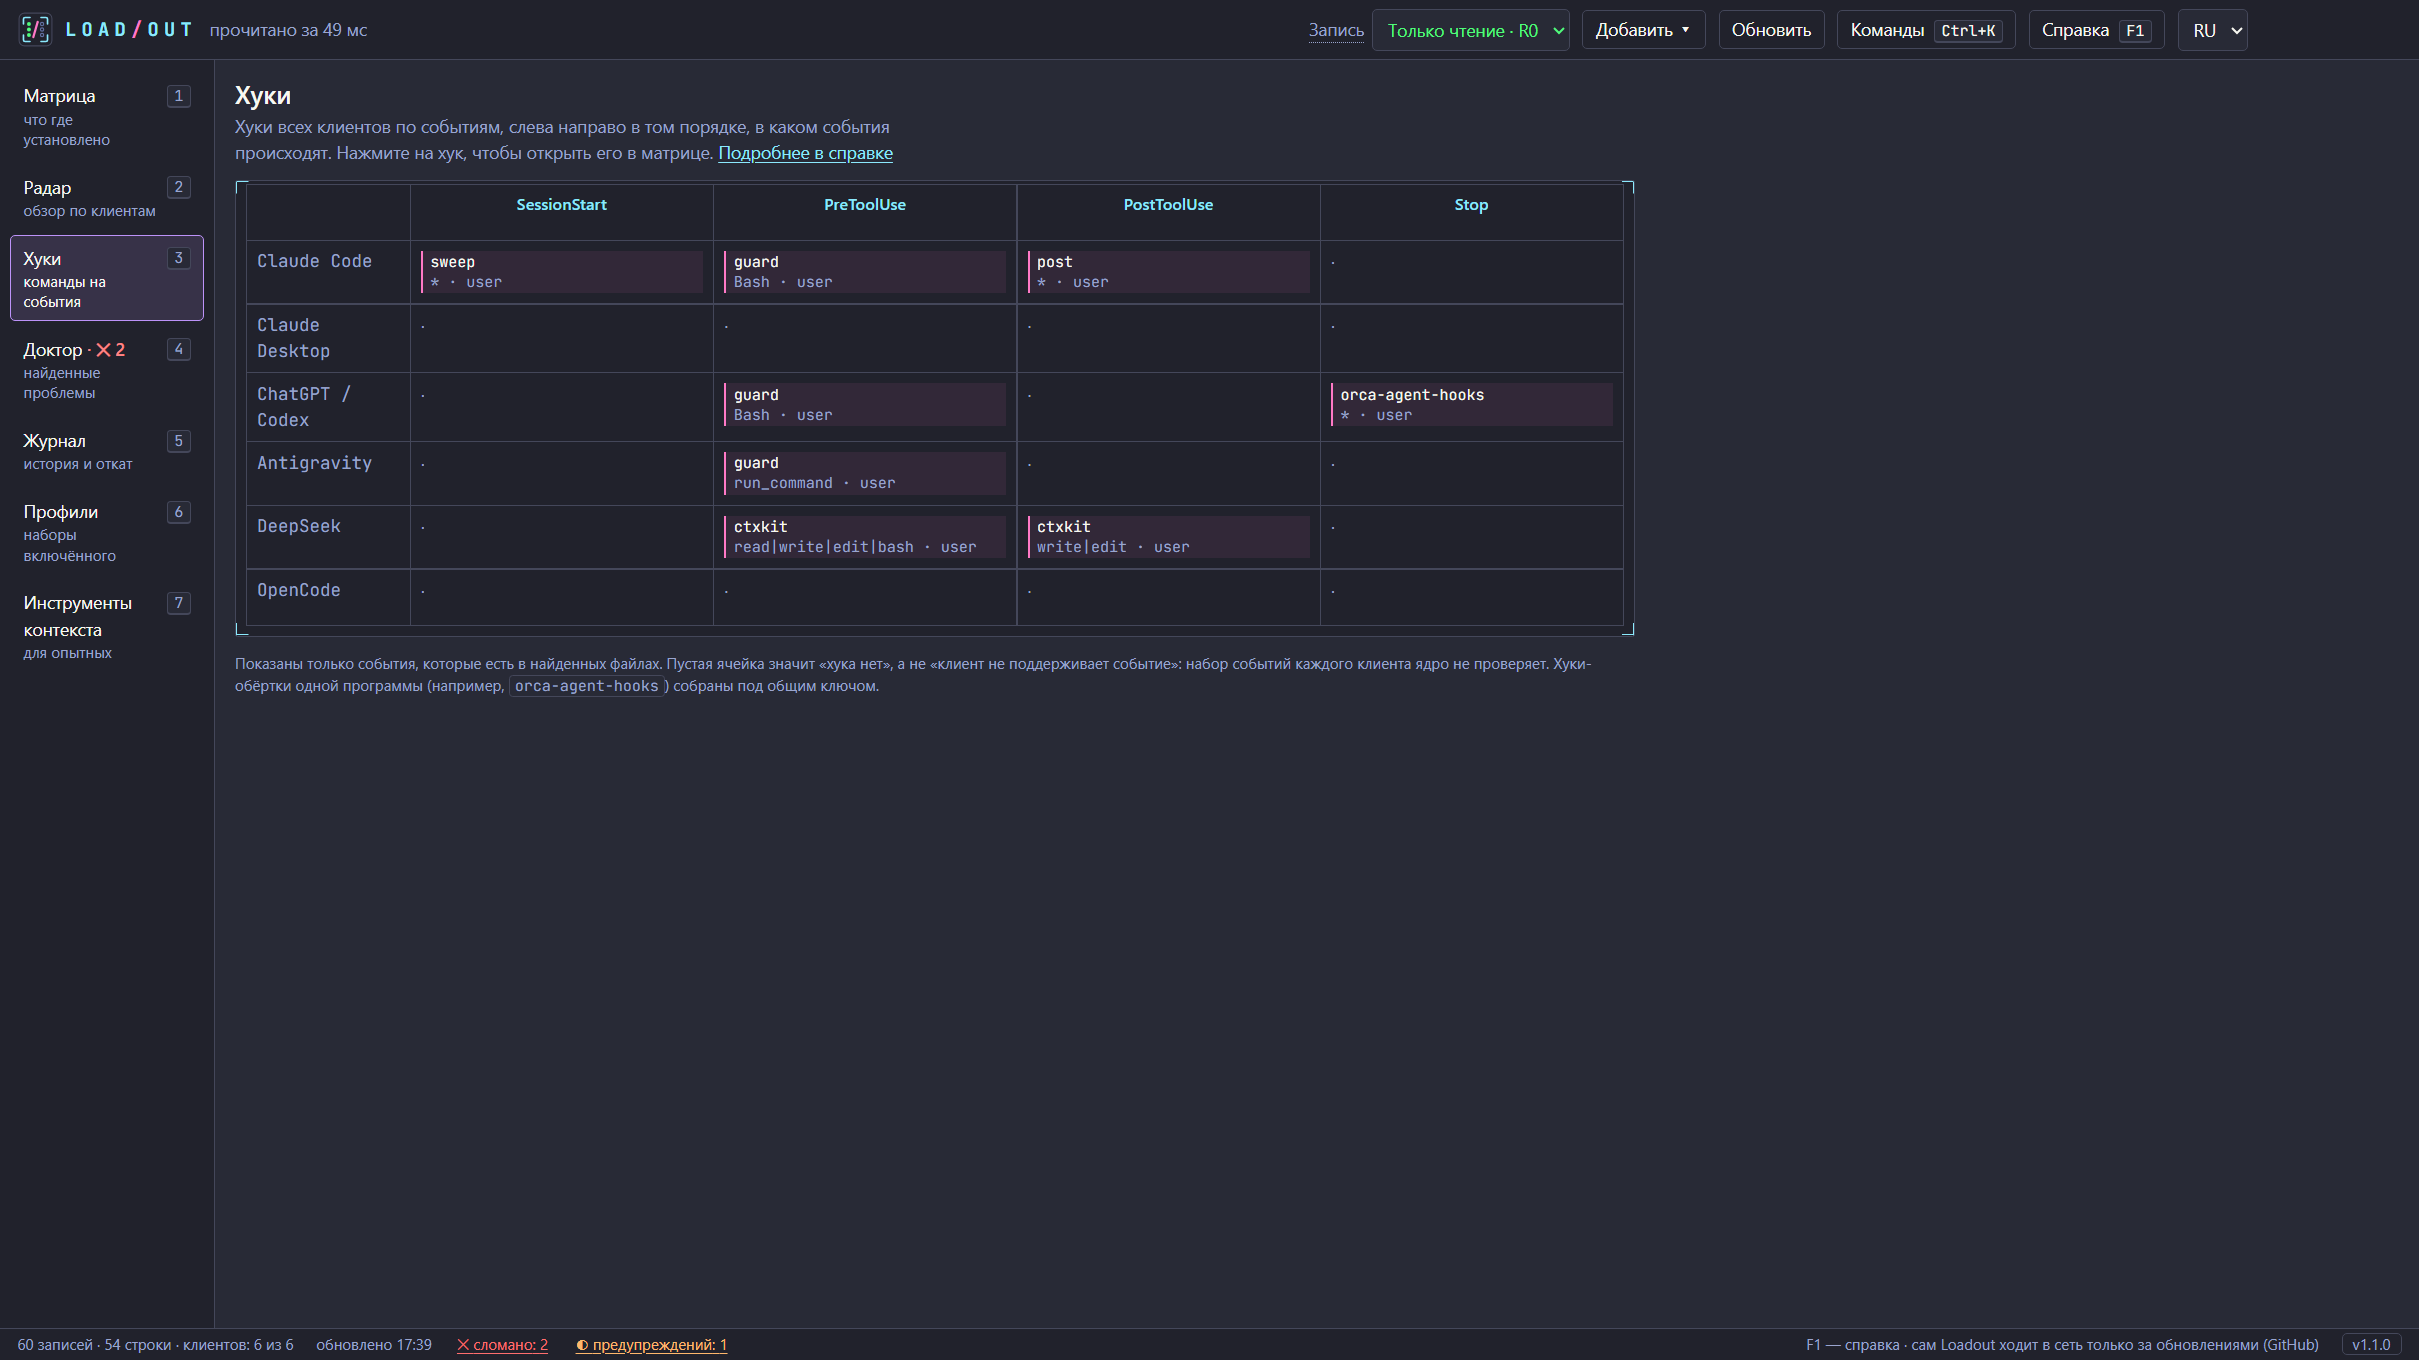 LOAD/OUT прочитано за 49 мс Запись Только чтение · R0 Добавить ▼ Обновить Команды Ctrl+K Справка F1 RU
Матрица 1
что где
установлено
Радар 2
обзор по клиентам
Хуки 3
команды на
события
Доктор · ✕ 2 4
найденные
проблемы
Журнал 5
история и откат
Профили 6
наборы
включённого
Инструменты 7
контекста
для опытных
Хуки
Хуки всех клиентов по событиям, слева направо в том порядке, в каком события
происходят. Нажмите на хук, чтобы открыть его в матрице. Подробнее в справке
SessionStart PreToolUse PostToolUse Stop
Claude Code sweep guard post ·
* · user Bash · user * · user
Claude · · · ·
Desktop
ChatGPT / · guard · orca-agent-hooks
Codex Bash · user * · user
Antigravity · guard · ·
run_command · user
DeepSeek · ctxkit ctxkit ·
read|write|edit|bash · user write|edit · user
OpenCode · · · ·
Показаны только события, которые есть в найденных файлах. Пустая ячейка значит «хука нет», а не «клиент не поддерживает событие»: набор событий каждого клиента ядро не проверяет. Хуки-
обёртки одной программы (например, orca-agent-hooks) собраны под общим ключом.
60 записей · 54 строки · клиентов: 6 из 6 обновлено 17:39 ✕ сломано: 2 ◐ предупреждений: 1 F1 — справка · сам Loadout ходит в сеть только за обновлениями (GitHub) v1.1.0